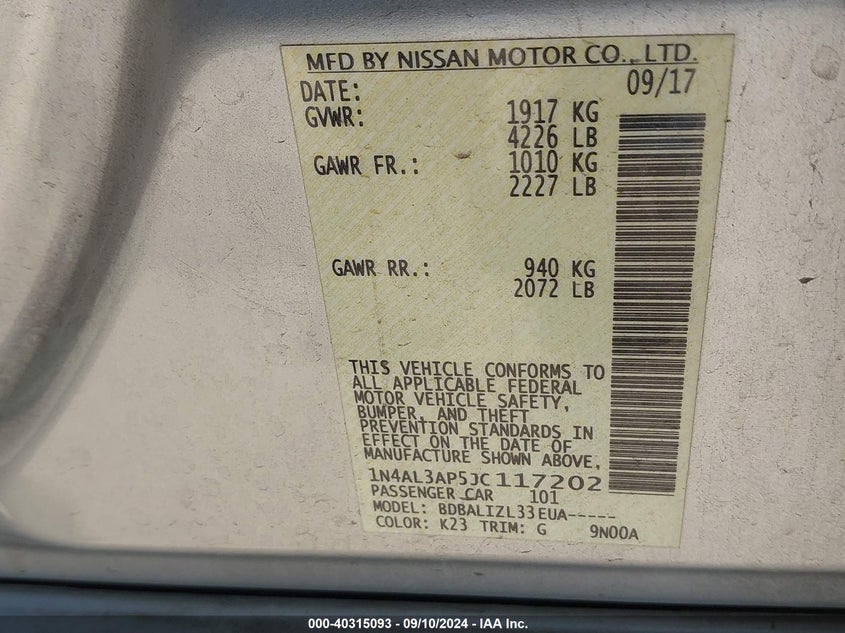 MFD BY NISSAN MOTOR CO., LTD.
DATE: 09/17
GVWR: 1917 KG
4226 LB
GAWR FR.: 1010 KG
2227 LB
GAWR RR.: 940 KG
2072 LB
THIS VEHICLE CONFORMS TO
ALL APPLICABLE FEDERAL
MOTOR VEHICLE SAFETY,
BUMPER, AND THEFT
PREVENTION STANDARDS IN
EFFECT ON THE DATE OF
MANUFACTURE SHOWN ABOVE.
1N4AL3AP5JC117202
PASSENGER CAR 101
MODEL: BDBALIZL33EUA-----
COLOR: K23 TRIM: G 9N00A
000-40315093 - 09/10/2024 - IAA Inc.